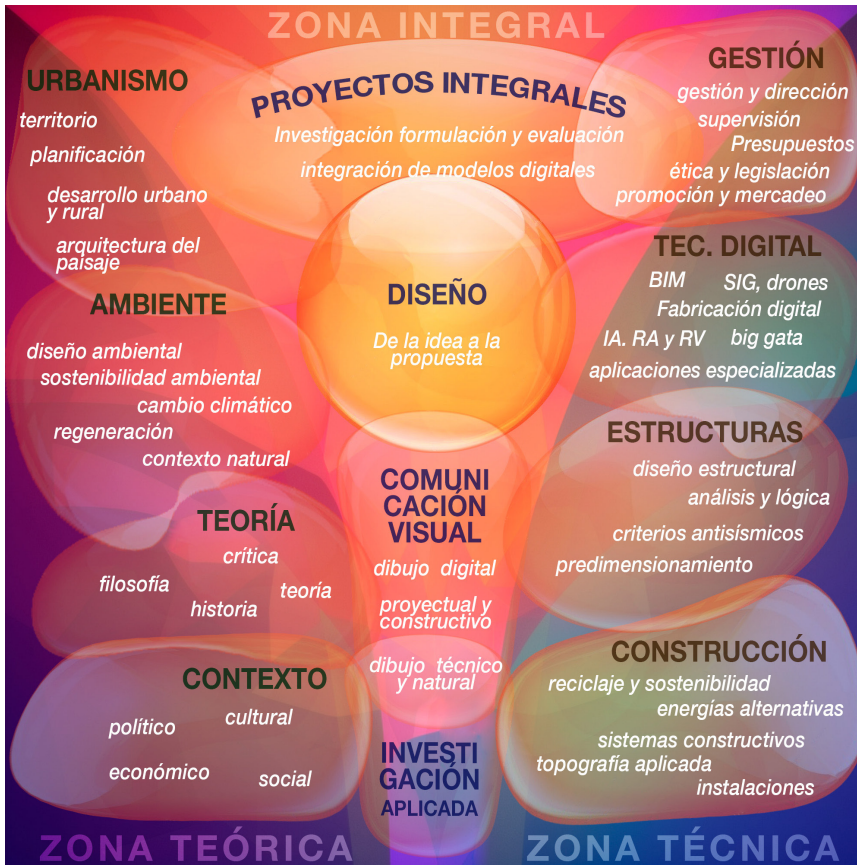 ZONA INTEGRAL
URBANISMO
territorio
planificación
desarrollo urbano
y rural
arquitectura del
paisaje
PROYECTOS INTEGRALES
Investigación formulación y evaluación
integración de modelos digitales
GESTIÓN
gestión y dirección
supervisión
Presupuestos
ética y legislación
promoción y mercadeo
AMBIENTE
diseño ambiental
sostenibilidad ambiental
cambio climático
regeneración
contexto natural
DISEÑO
De la idea a la
propuesta
TEC. DIGITAL
BIM SIG, drones
Fabricación digital
IA. RA y RV big gata
aplicaciones especializadas
TEORÍA
crítica
filosofía
teoría
historia
COMUNI
CACIÓN
VISUAL
dibujo digital
proyectual y
constructivo
dibujo técnico
y natural
ESTRUCTURAS
diseño estructural
análisis y lógica
criterios antisísmicos
predimensionamiento
CONTEXTO
cultural
político
económico
social
INVESTI
GACIÓN
APLICADA
CONSTRUCCIÓN
reciclaje y sostenibilidad
energías alternativas
sistemas constructivos
topografía aplicada
instalaciones
ZONA TEÓRICA
ZONA TÉCNICA